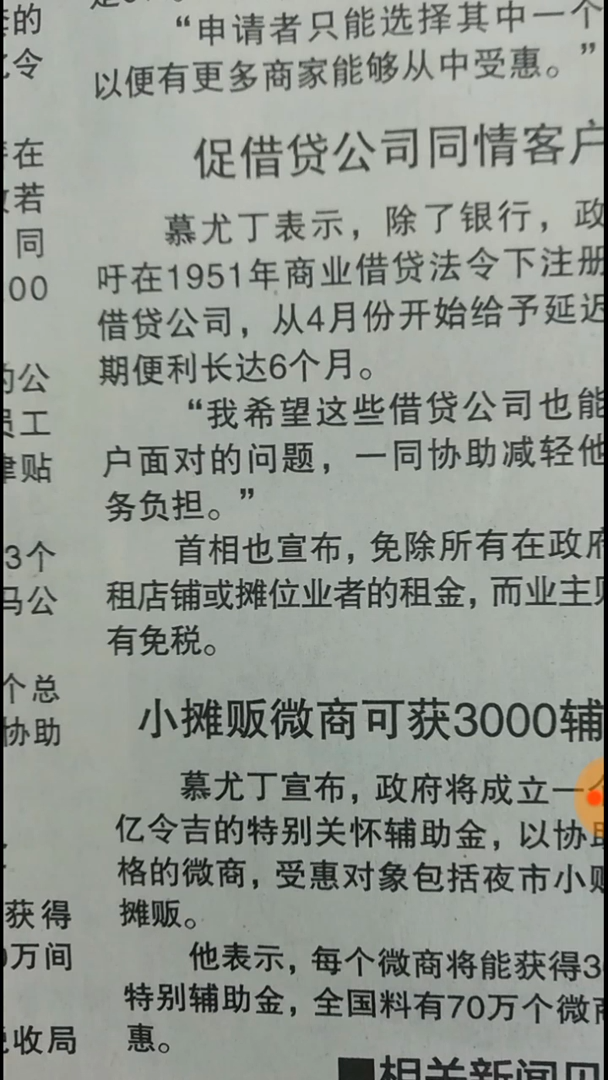 的
令
在
若
同
00
的公
员工
津贴
3个
马公
个总
协助
获得
万间
税收局
“申请者只能选择其中一个
以便有更多商家能够从中受惠。”
促借贷公司同情客户
慕尤丁表示，除了银行，政
吁在1951年商业借贷法令下注册
借贷公司，从4月份开始给予延迟
期便利长达6个月。
“我希望这些借贷公司也能
户面对的问题，一同协助减轻他
务负担。”
首相也宣布，免除所有在政府
租店铺或摊位业者的租金，而业主
有免税。
小摊贩微商可获3000辅
慕尤丁宣布，政府将成立一个
亿令吉的特别关怀辅助金，以协助
格的微商，受惠对象包括夜市小贩
摊贩。
他表示，每个微商将能获得3
特别辅助金，全国料有70万个微商
惠。
■相关新闻见